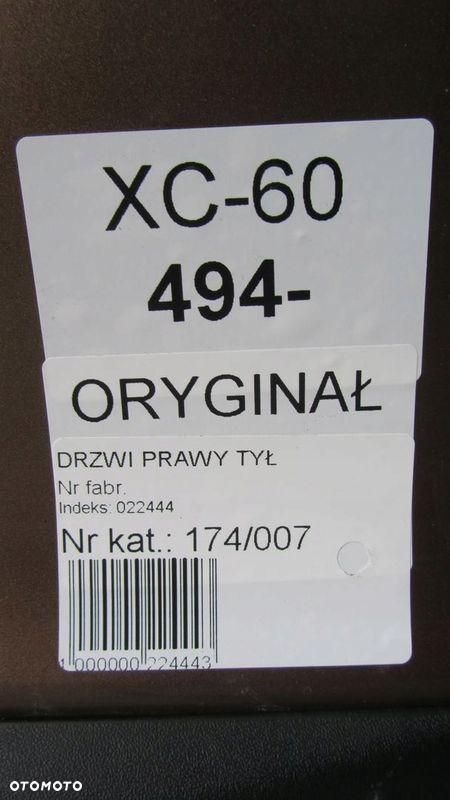 XC-60
494-
ORYGINAŁ
DRZWI PRAWY TYŁ
Nr fabr.
Indeks: 022444
Nr kat.: 174/007
1 000000 224443
OTOMOTO